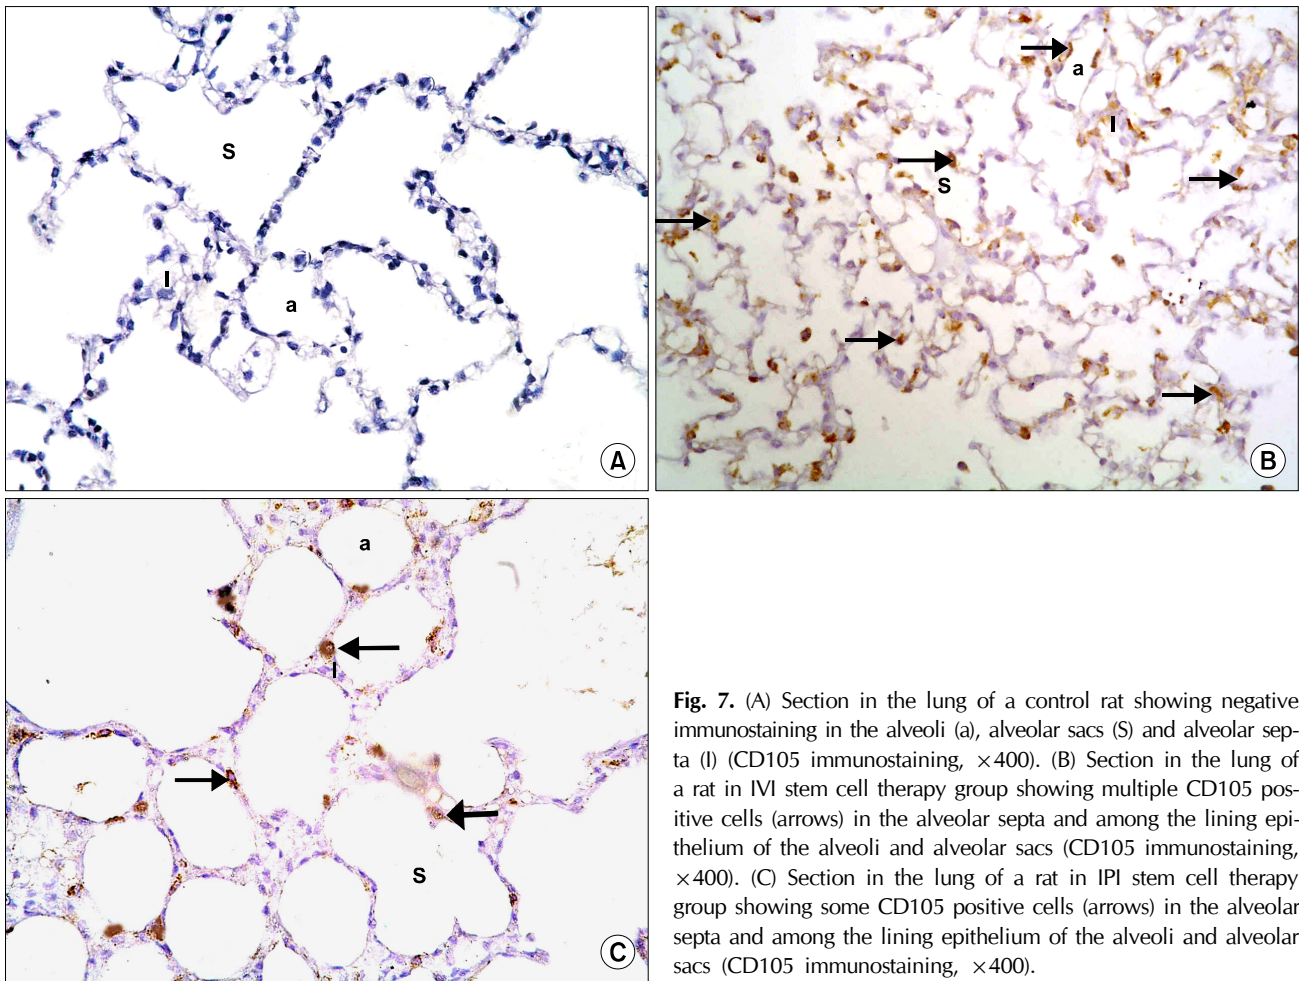 S
I
a
A
a
I
S
B
a
I
S
C
Fig. 7. (A) Section in the lung of a control rat showing negative
immunostaining in the alveoli (a), alveolar sacs (S) and alveolar sep-
ta (I) (CD105 immunostaining, ×400). (B) Section in the lung of
a rat in IVI stem cell therapy group showing multiple CD105 pos-
itive cells (arrows) in the alveolar septa and among the lining epi-
thelium of the alveoli and alveolar sacs (CD105 immunostaining,
×400). (C) Section in the lung of a rat in IPI stem cell therapy
group showing some CD105 positive cells (arrows) in the alveolar
septa and among the lining epithelium of the alveoli and alveolar
sacs (CD105 immunostaining, ×400).